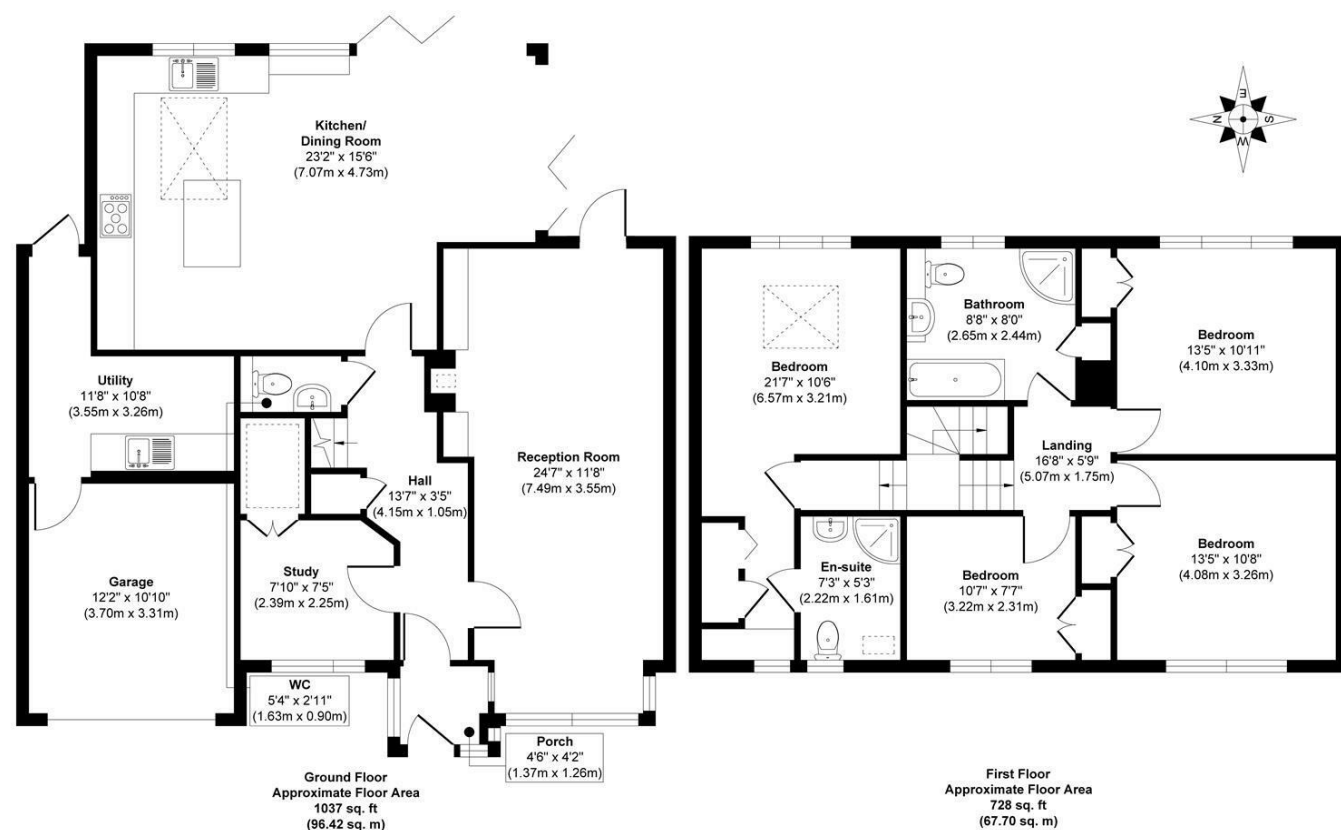 Kitchen/
Dining Room
23'2" x 15'6"
(7.07m x 4.73m)
E
N
S
W
Utility
11'8" x 10'8"
(3.55m x 3.26m)
Hall
13'7" x 3'5"
(4.15m x 1.05m)
Reception Room
24'7" x 11'8"
(7.49m x 3.55m)
Garage
12'2" x 10'10"
(3.70m x 3.31m)
Study
7'10" x 7'5"
(2.39m x 2.25m)
WC
5'4" x 2'11"
(1.63m x 0.90m)
Porch
4'6" x 4'2"
(1.37m x 1.26m)
Ground Floor
Approximate Floor Area
1037 sq. ft
(96.42 sq. m)
Bedroom
21'7" x 10'6"
(6.57m x 3.21m)
Bathroom
8'8" x 8'0"
(2.65m x 2.44m)
Bedroom
13'5" x 10'11"
(4.10m x 3.33m)
Landing
16'8" x 5'9"
(5.07m x 1.75m)
En-suite
7'3" x 5'3"
(2.22m x 1.61m)
Bedroom
10'7" x 7'7"
(3.22m x 2.31m)
Bedroom
13'5" x 10'8"
(4.08m x 3.26m)
First Floor
Approximate Floor Area
728 sq. ft
(67.70 sq. m)